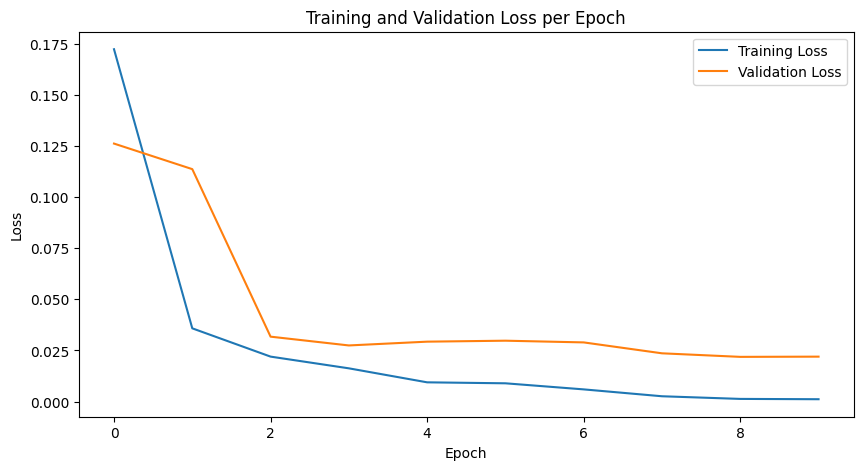 Training and Validation Loss per Epoch
Training Loss
Validation Loss
Loss
0.175
0.150
0.125
0.100
0.075
0.050
0.025
0.000
0 2 4 6 8
Epoch